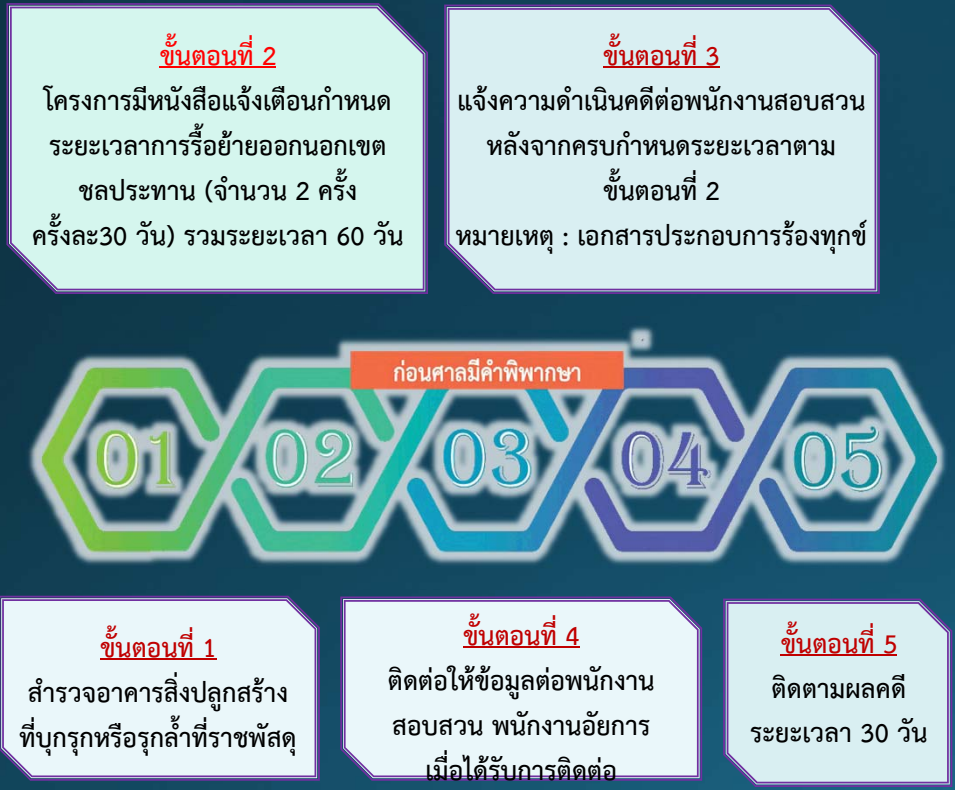 ขั้นตอนที่ 2
โครงการมีหนังสือแจ้งเตือนกำหนด
ระยะเวลาการรื้อย้ายออกนอกเขต
ชลประทาน (จำนวน 2 ครั้ง
ครั้งละ30 วัน) รวมระยะเวลา 60 วัน
ขั้นตอนที่ 3
แจ้งความดำเนินคดีต่อพนักงานสอบสวน
หลังจากครบกำหนดระยะเวลาตาม
ขั้นตอนที่ 2
หมายเหตุ : เอกสารประกอบการร้องทุกข์
ก่อนศาลมีคำพิพากษา
01 02 03 04 05
ขั้นตอนที่ 1
สำรวจอาคารสิ่งปลูกสร้าง
ที่บุกรุกหรือรุกล้ำที่ราชพัสดุ
ขั้นตอนที่ 4
ติดต่อให้ข้อมูลต่อพนักงาน
สอบสวน พนักงานอัยการ
เมื่อได้รับการติดต่อ
ขั้นตอนที่ 5
ติดตามผลคดี
ระยะเวลา 30 วัน